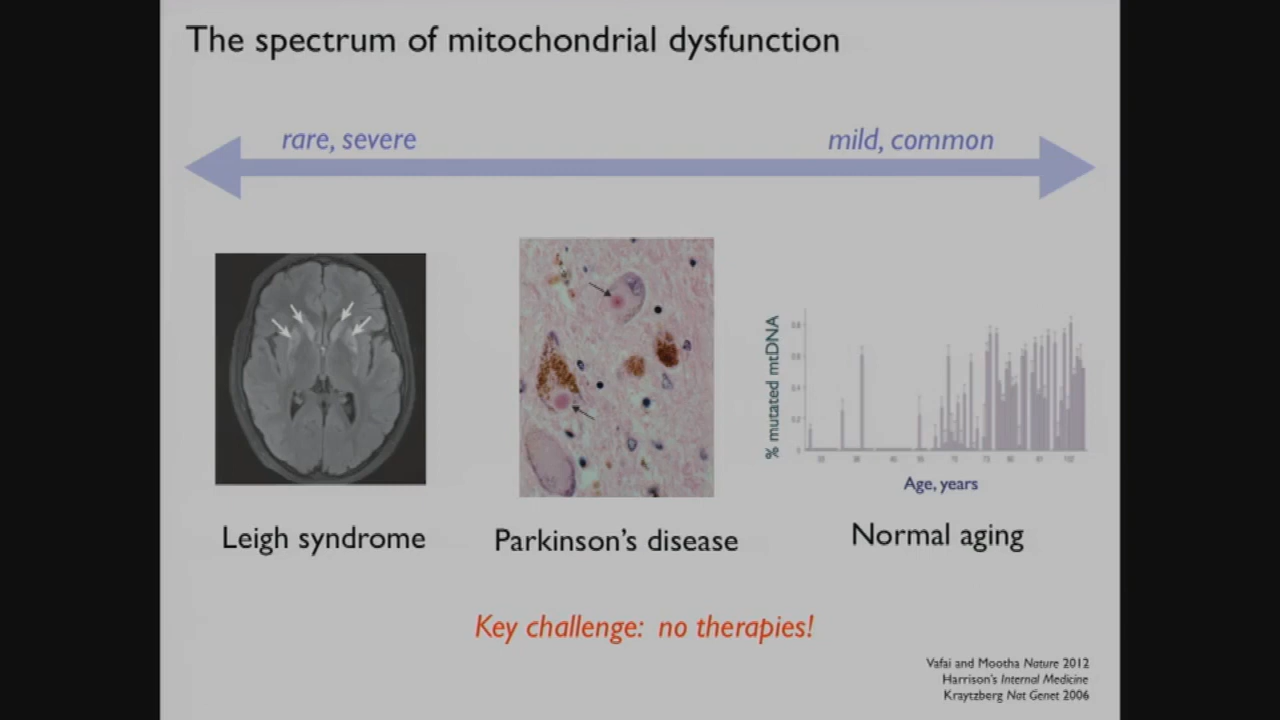 The spectrum of mitochondrial dysfunction
rare, severe
mild, common
% mutated mtDNA
Age, years
Leigh syndrome
Parkinson's disease
Normal aging
Key challenge: no therapies!
Vafai and Mootha Nature 2012
Harrison's Internal Medicine
Kraytzberg Nat Genet 2006